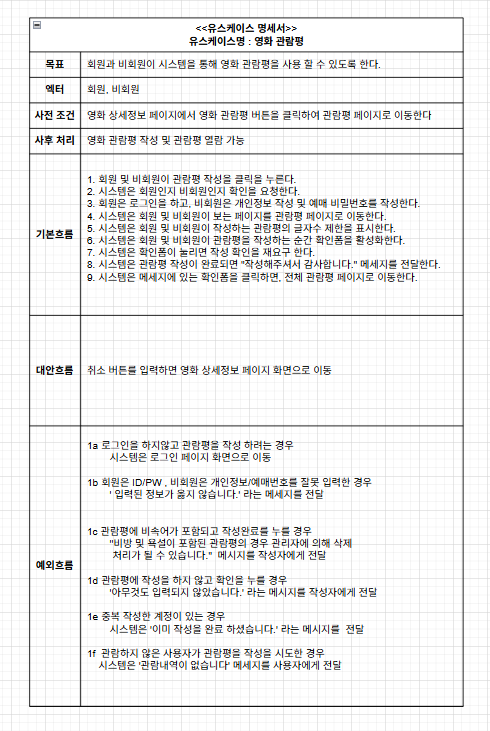 <<유스케이스 명세서>>
유스케이스명 : 영화 관람평
목표
회원과 비회원이 시스템을 통해 영화 관람평을 사용 할 수 있도록 한다.
엑터
회원, 비회원
사전 조건
영화 상세정보 페이지에서 영화 관람평 버튼을 클릭하여 관람평 페이지로 이동한다
사후 처리
영화 관람평 작성 및 관람평 열람 가능
기본흐름
1. 회원 및 비회원이 관람평 작성을 클릭을 누른다.
2. 시스템은 회원인지 비회원인지 확인을 요청한다.
3. 회원은 로그인을 하고, 비회원은 개인정보 작성 및 예매 비밀번호를 작성한다.
4. 시스템은 회원 및 비회원이 보는 페이지를 관람평 페이지로 이동한다.
5. 시스템은 회원 및 비회원이 작성하는 관람평의 글자수 제한을 표시한다.
6. 시스템은 회원 및 비회원이 관람평을 작성하는 순간 확인폼을 활성화한다.
7. 시스템은 확인폼이 눌리면 작성 확인을 재요구 한다.
8. 시스템은 관람평 작성이 완료되면 "작성해주셔서 감사합니다." 메세지를 전달한다.
9. 시스템은 메세지에 있는 확인폼을 클릭하면, 전체 관람평 페이지로 이동한다.
대안흐름
취소 버튼를 입력하면 영화 상세정보 페이지 화면으로 이동
예외흐름
1a 로그인을 하지않고 관람평을 작성 하려는 경우
시스템은 로그인 페이지 화면으로 이동
1b 회원은 ID/PW , 비회원은 개인정보/예매번호를 잘못 입력한 경우
' 입력된 정보가 옳지 않습니다.' 라는 메세지를 전달
1c 관람평에 비속어가 포함되고 작성완료를 누를 경우
"비방 및 욕설이 포함된 관람평의 경우 관리자에 의해 삭제
처리가 될 수 있습니다." 메시지를 작성자에게 전달
1d 관람평에 작성을 하지 않고 확인을 누를 경우
'아무것도 입력되지 않았습니다.' 라는 메시지를 작성자에게 전달
1e 중복 작성한 계정이 있는 경우
시스템은 '이미 작성을 완료 하셨습니다.' 라는 메시지를 전달
1f 관람하지 않은 사용자가 관람평을 작성을 시도한 경우
시스템은 '관람내역이 없습니다' 메세지를 사용자에게 전달